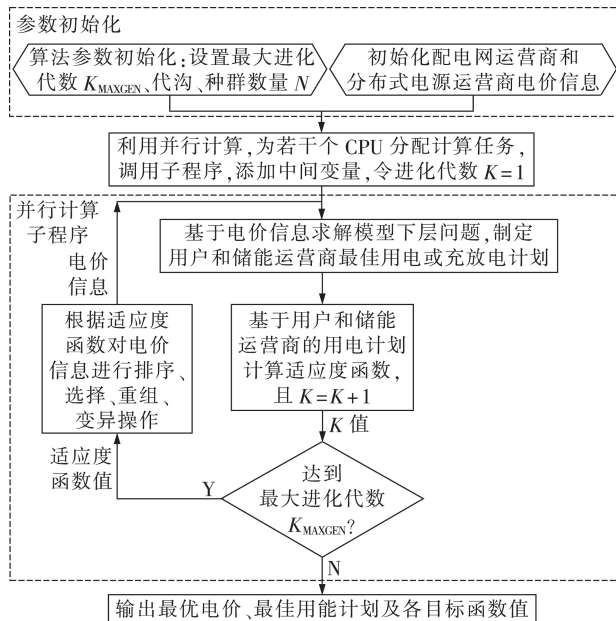 参数初始化
算法参数初始化:设置最大进化
代数 K_MAXGEN、代沟、种群数量 N
初始化配电网运营商和
分布式电源运营商电价信息
利用并行计算,为若干个 CPU 分配计算任务,
调用子程序,添加中间变量,令进化代数 K=1
并行计算
子程序
电价
信息
基于电价信息求解模型下层问题,制定
用户和储能运营商最佳用电或充放电计划
根据适应度
函数对电价
信息进行排序、
选择、重组、
变异操作
基于用户和储能
运营商的用电计划
计算适应度函数,
且 K=K+1
K 值
适应度
函数值
Y
达到
最大进化代数
K_MAXGEN?
N
输出最优电价、最佳用能计划及各目标函数值